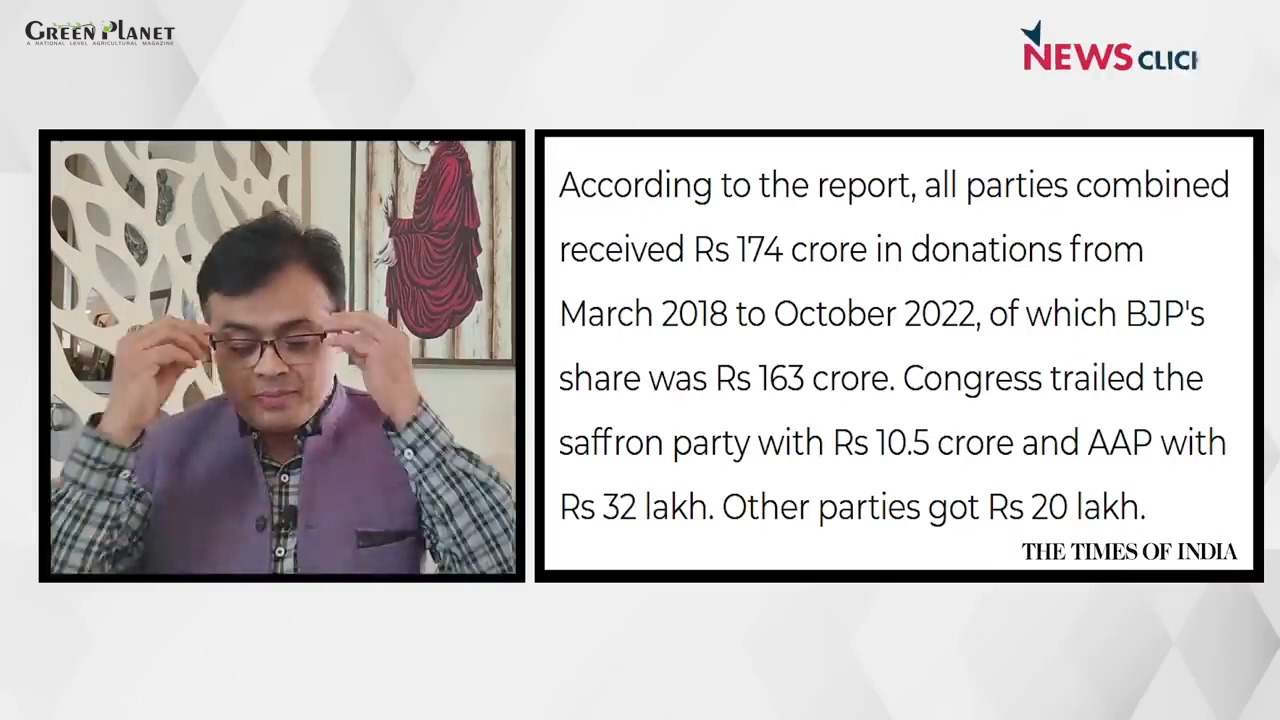 GREEN PLANET
A NATIONAL LEVEL AGRICULTURAL MAGAZINE
NEWS CLICK
According to the report, all parties combined
received Rs 174 crore in donations from
March 2018 to October 2022, of which BJP's
share was Rs 163 crore. Congress trailed the
saffron party with Rs 10.5 crore and AAP with
Rs 32 lakh. Other parties got Rs 20 lakh.
THE TIMES OF INDIA